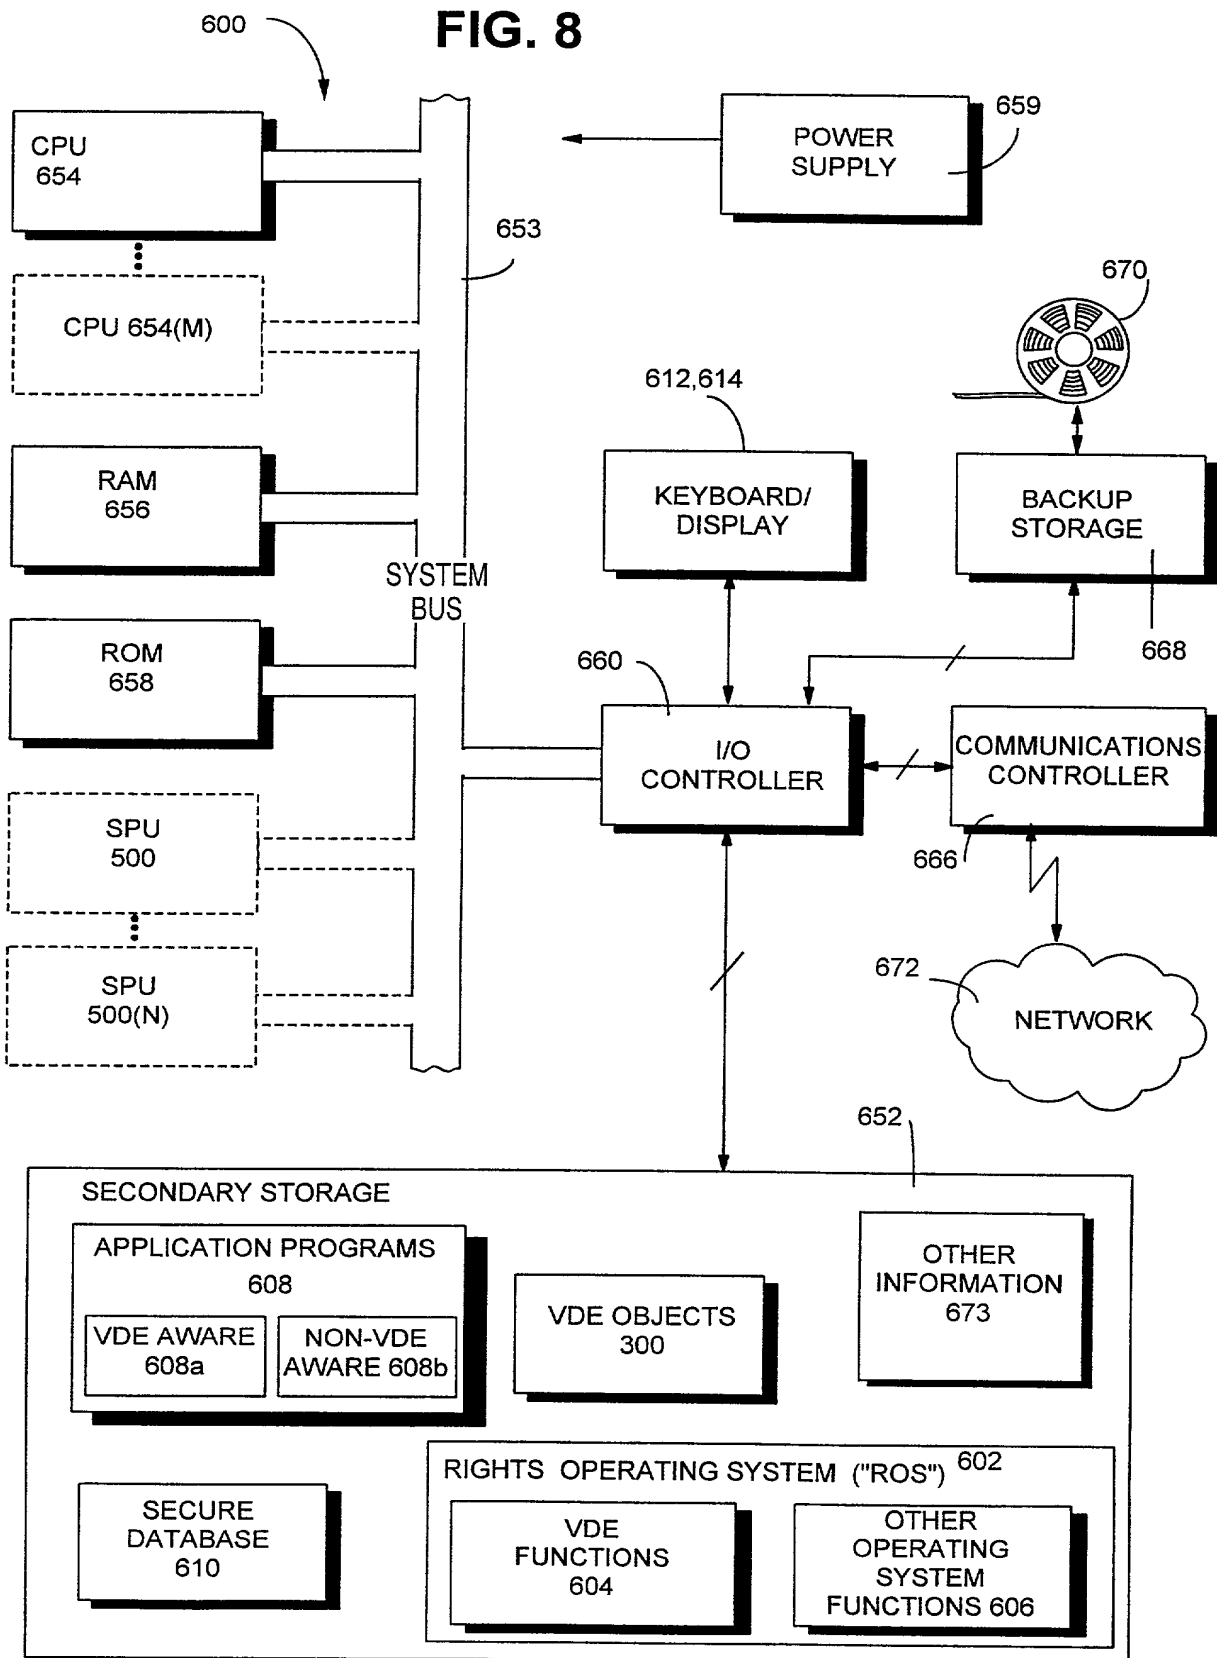 FIG. 8
600
CPU
654
659
POWER
SUPPLY
653
670
CPU 654(M)
612,614
RAM
656
KEYBOARD/
DISPLAY
BACKUP
STORAGE
SYSTEM
BUS
ROM
658
660
668
I/O
CONTROLLER
COMMUNICATIONS
CONTROLLER
SPU
500
666
SPU
500(N)
672
NETWORK
652
SECONDARY STORAGE
APPLICATION PROGRAMS
608
VDE AWARE
608a
NON-VDE
AWARE 608b
VDE OBJECTS
300
OTHER
INFORMATION
673
RIGHTS OPERATING SYSTEM ("ROS") 602
SECURE
DATABASE
610
VDE
FUNCTIONS
604
OTHER
OPERATING
SYSTEM
FUNCTIONS 606